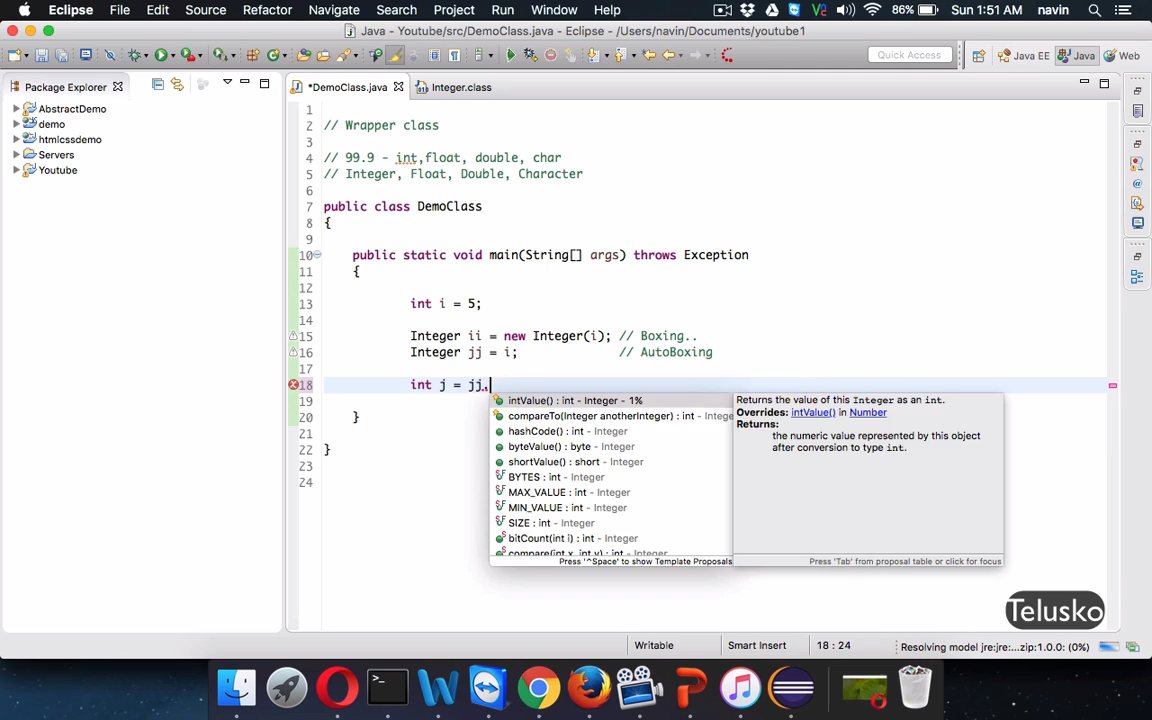 Eclipse File Edit Source Refactor Navigate Search Project Run Window Help 86% Sun 1:51 AM navin
Java - Youtube/src/DemoClass.java - Eclipse - /Users/navin/Documents/youtube1
Quick Access Java EE Java Web
Package Explorer
*DemoClass.java Integer.class
AbstractDemo
demo
htmlcssdemo
Servers
Youtube
1
2 // Wrapper class
3
4 // 99.9 - int,float, double, char
5 // Integer, Float, Double, Character
6
7 public class DemoClass
8 {
9
10 public static void main(String[] args) throws Exception
11 {
12
13 int i = 5;
14
15 Integer ii = new Integer(i); // Boxing..
16 Integer jj = i; // AutoBoxing
17
18 int j = jj.
19
20 }
21
22 }
23
24
intValue() : int - Integer - 1%
compareTo(Integer anotherInteger) : int - Intege
hashCode() : int - Integer
byteValue() : byte - Integer
shortValue() : short - Integer
BYTES : int - Integer
MAX_VALUE : int - Integer
MIN_VALUE : int - Integer
SIZE : int - Integer
bitCount(int i) : int - Integer
compare(int x, int y) : int - Integer
Press '^Space' to show Template Proposals
Returns the value of this Integer as an int.
Overrides: intValue() in Number
Returns:
the numeric value represented by this object
after conversion to type int.
Press 'Tab' from proposal table or click for focus
Telusko
Writable Smart Insert 18 : 24 Resolving model jre:jre:...zip:1.0.0: (0%)